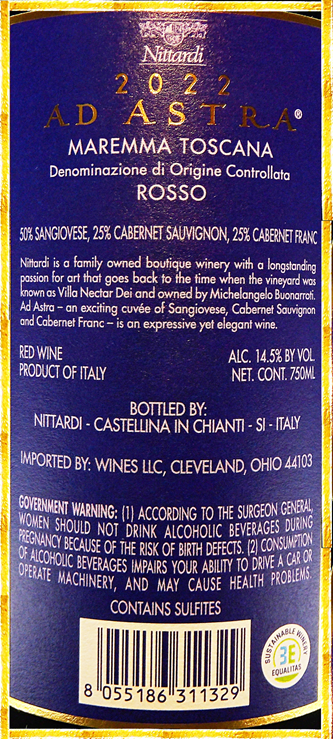 Nittardi
2022
AD ASTRA®
MAREMMA TOSCANA
Denominazione di Origine Controllata
ROSSO
50% SANGIOVESE, 25% CABERNET SAUVIGNON, 25% CABERNET FRANC
Nittardi is a family owned boutique winery with a longstanding
passion for art that goes back to the time when the vineyard was
known as Villa Nectar Dei and owned by Michelangelo Buonarroti.
Ad Astra – an exciting cuvée of Sangiovese, Cabernet Sauvignon
and Cabernet Franc – is an expressive yet elegant wine.
RED WINE ALC. 14.5% BY VOL.
PRODUCT OF ITALY NET. CONT. 750ML
BOTTLED BY:
NITTARDI - CASTELLINA IN CHIANTI - SI - ITALY
IMPORTED BY: WINES LLC, CLEVELAND, OHIO 44103
GOVERNMENT WARNING: (1) ACCORDING TO THE SURGEON GENERAL,
WOMEN SHOULD NOT DRINK ALCOHOLIC BEVERAGES DURING
PREGNANCY BECAUSE OF THE RISK OF BIRTH DEFECTS. (2) CONSUMPTION
OF ALCOHOLIC BEVERAGES IMPAIRS YOUR ABILITY TO DRIVE A CAR OR
OPERATE MACHINERY, AND MAY CAUSE HEALTH PROBLEMS.
CONTAINS SULFITES
8 055186 311329
SUSTAINABLE WINERY
3E
EQUALITAS